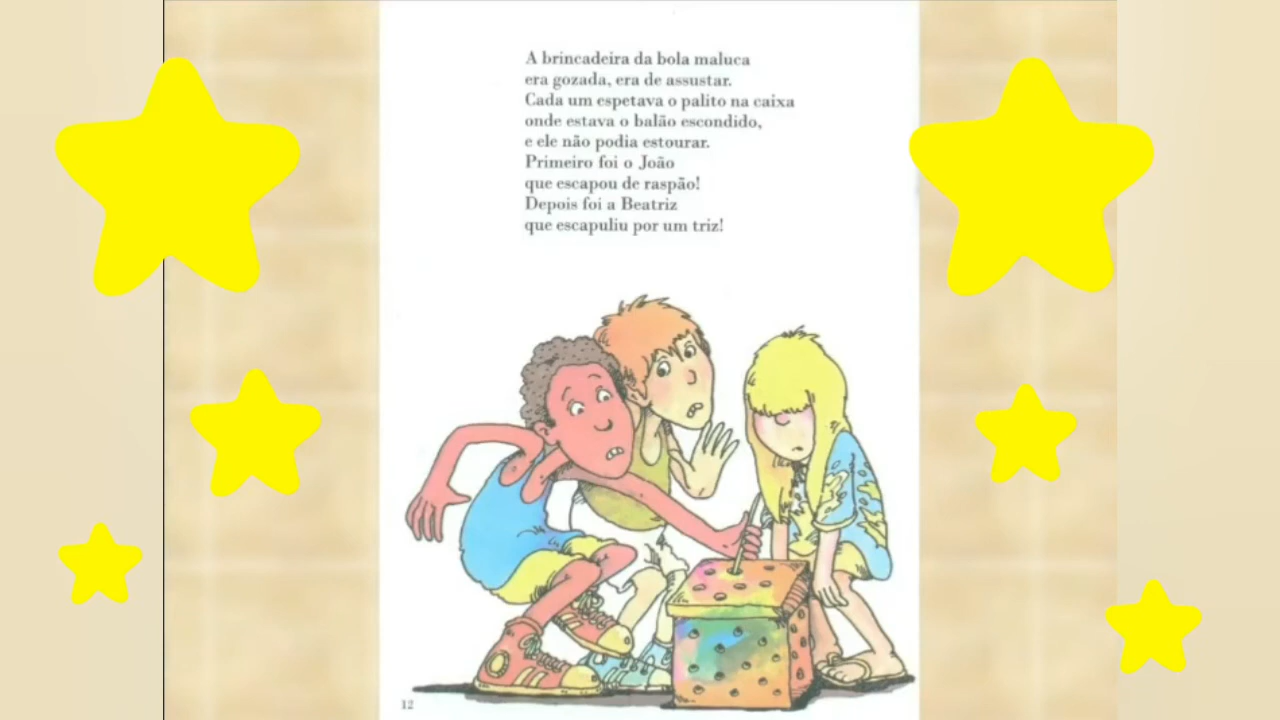 A brincadeira da bola maluca
era gozada, era de assustar.
Cada um espetava o palito na caixa
onde estava o balão escondido,
e ele não podia estourar.
Primeiro foi o João
que escapou de raspão!
Depois foi a Beatriz
que escapuliu por um triz!
12